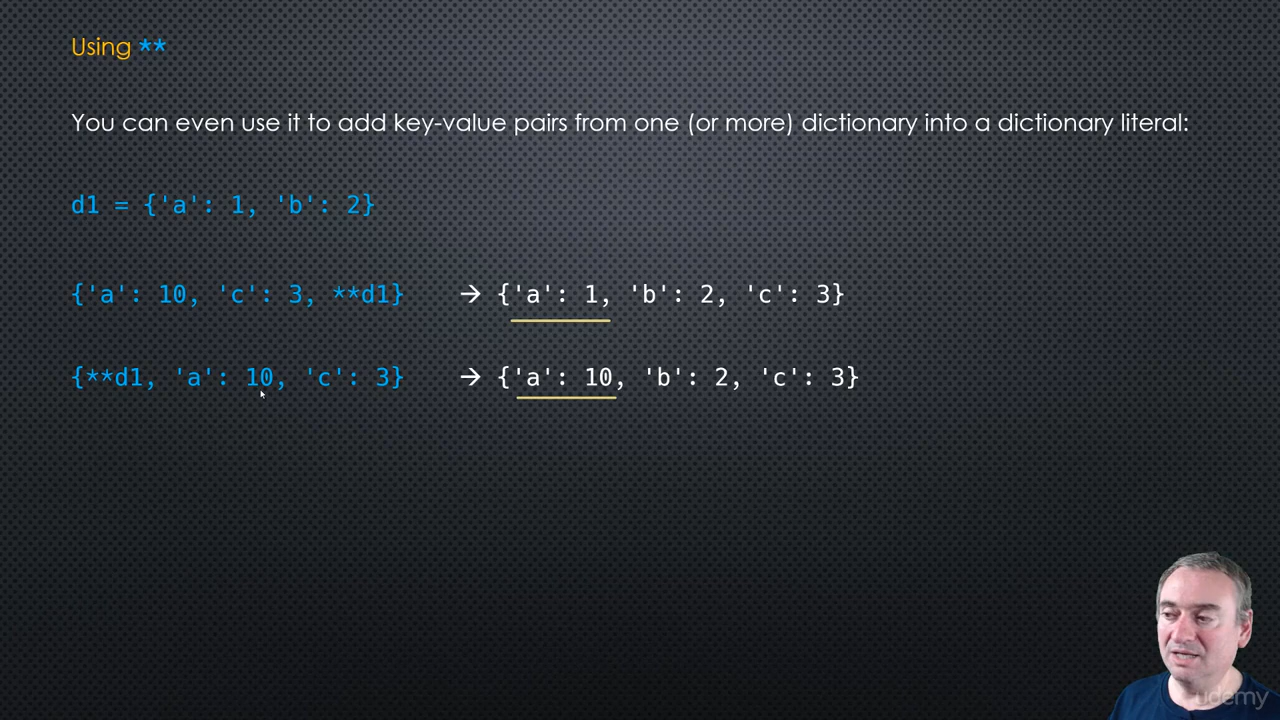 Using **
You can even use it to add key-value pairs from one (or more) dictionary into a dictionary literal:
d1 = {'a': 1, 'b': 2}
{'a': 10, 'c': 3, **d1} → {'a': 1, 'b': 2, 'c': 3}
{**d1, 'a': 10, 'c': 3} → {'a': 10, 'b': 2, 'c': 3}
udemy